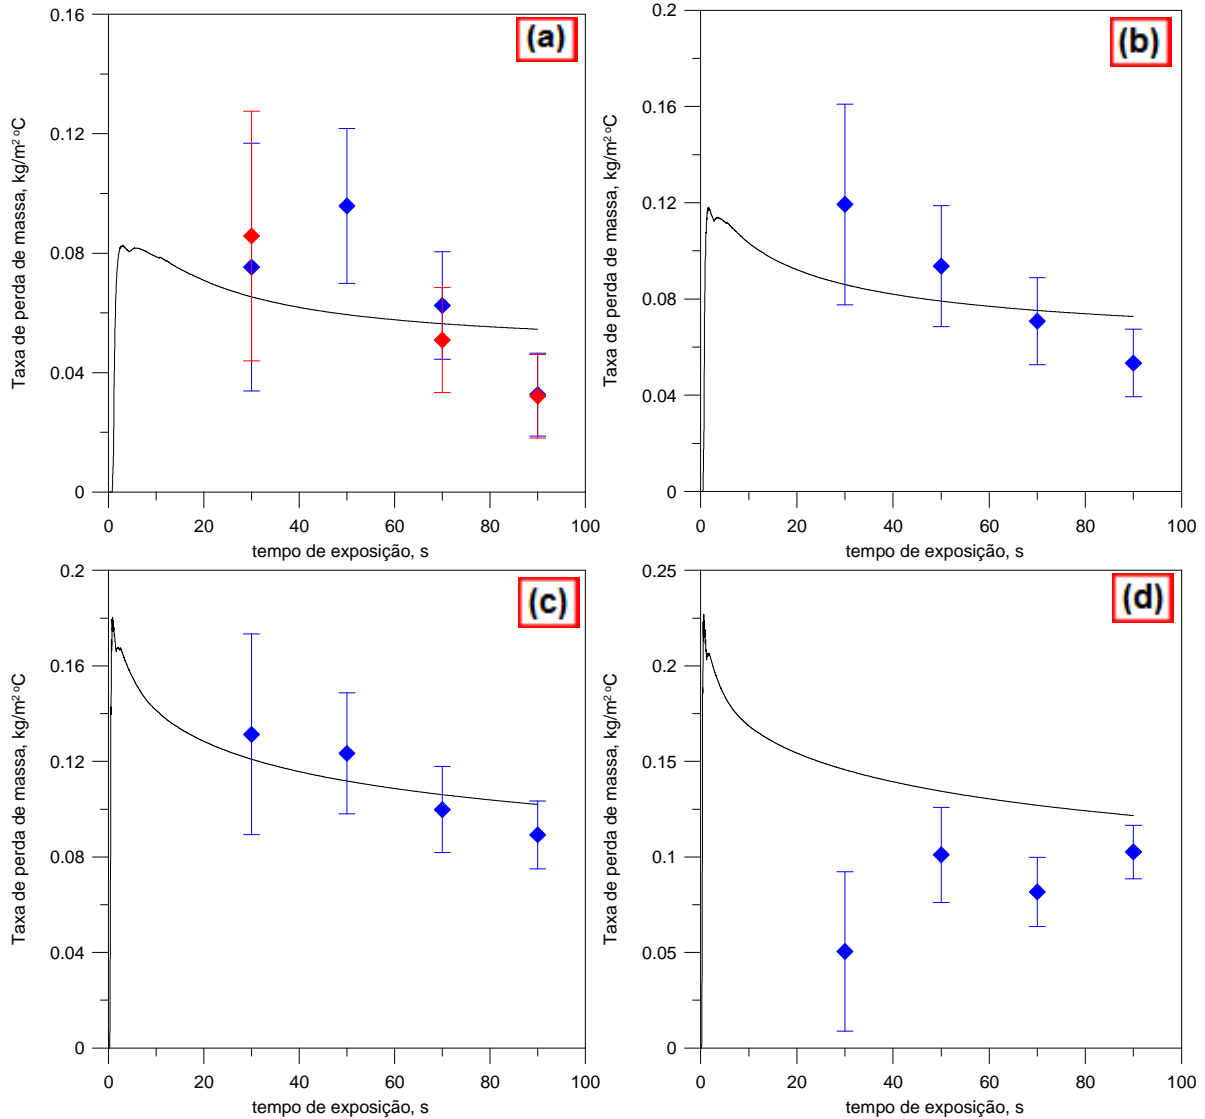 (a)
0.16
0.12
0.08
0.04
0
Taxa de perda de massa, kg/m² ºC
0 20 40 60 80 100
tempo de exposição, s
(b)
0.2
0.16
0.12
0.08
0.04
0
Taxa de perda de massa, kg/m² ºC
0 20 40 60 80 100
tempo de exposição, s
(c)
0.2
0.16
0.12
0.08
0.04
0
Taxa de perda de massa, kg/m² ºC
0 20 40 60 80 100
tempo de exposição, s
(d)
0.25
0.2
0.15
0.1
0.05
0
Taxa de perda de massa, kg/m² ºC
0 20 40 60 80 100
tempo de exposição, s